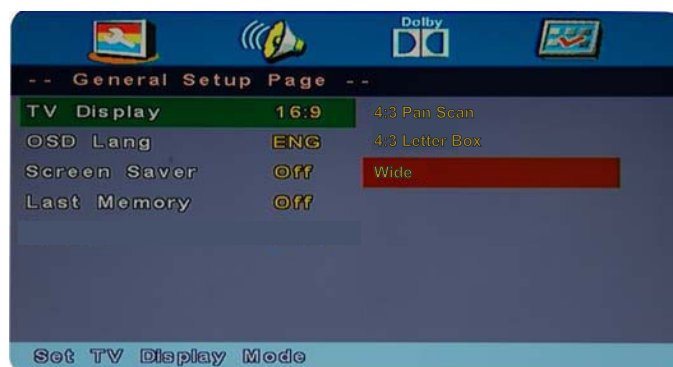 Dolby
-- General Setup Page --
TV Display 16:9 4:3 Pan Scan
OSD Lang ENG 4:3 Letter Box
Screen Saver Off Wide
Last Memory Off
Set TV Display Mode